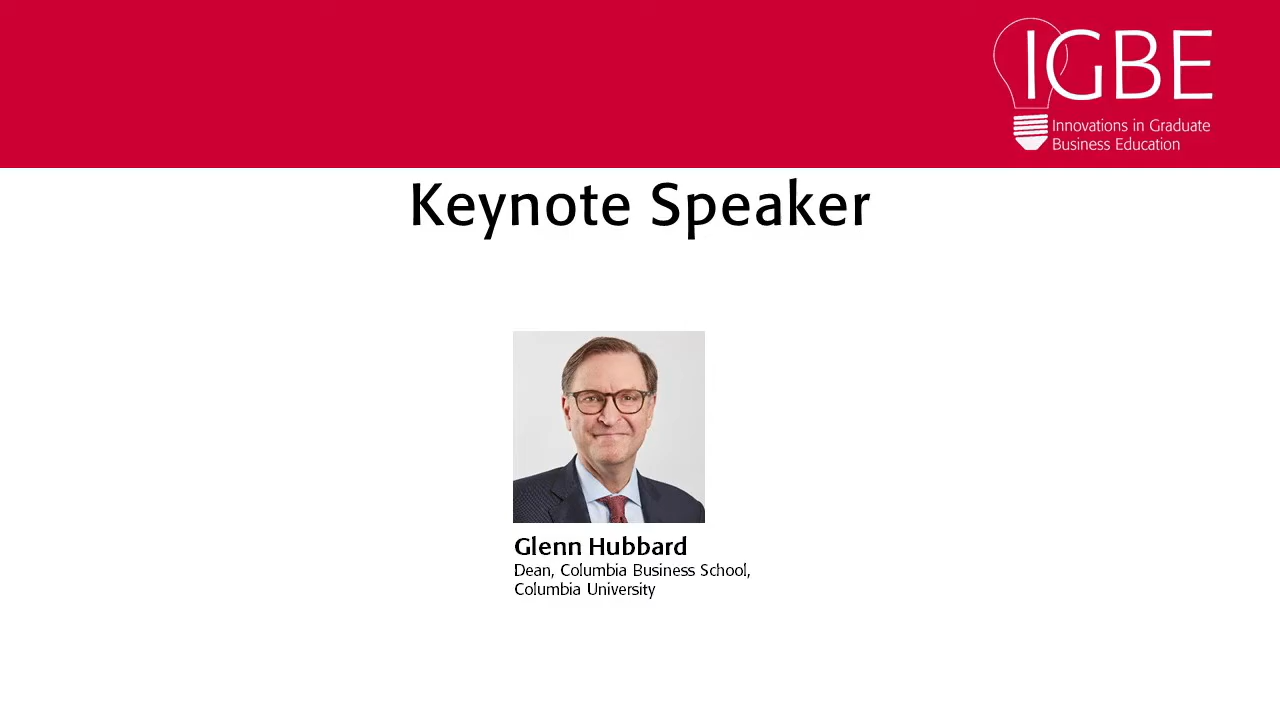 IGBE
Innovations in Graduate
Business Education
Keynote Speaker
Glenn Hubbard
Dean, Columbia Business School,
Columbia University